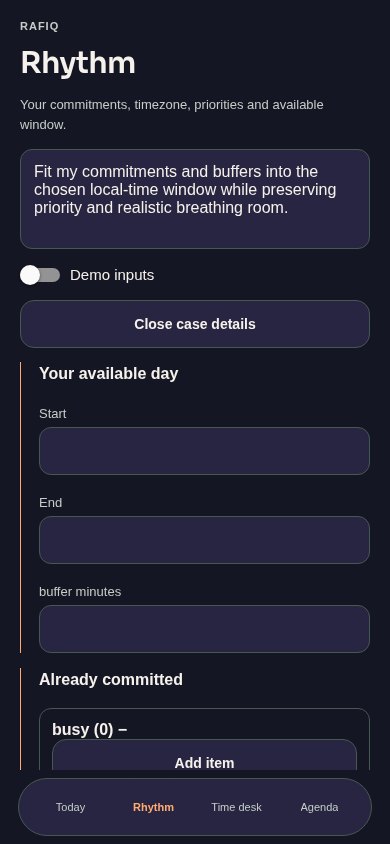 RAFIQ
Rhythm
Your commitments, timezone, priorities and available
window.
Fit my commitments and buffers into the
chosen local-time window while preserving
priority and realistic breathing room.
Demo inputs
Close case details
Your available day
Start
End
buffer minutes
Already committed
busy (0) –
Add item
Today
Rhythm
Time desk
Agenda